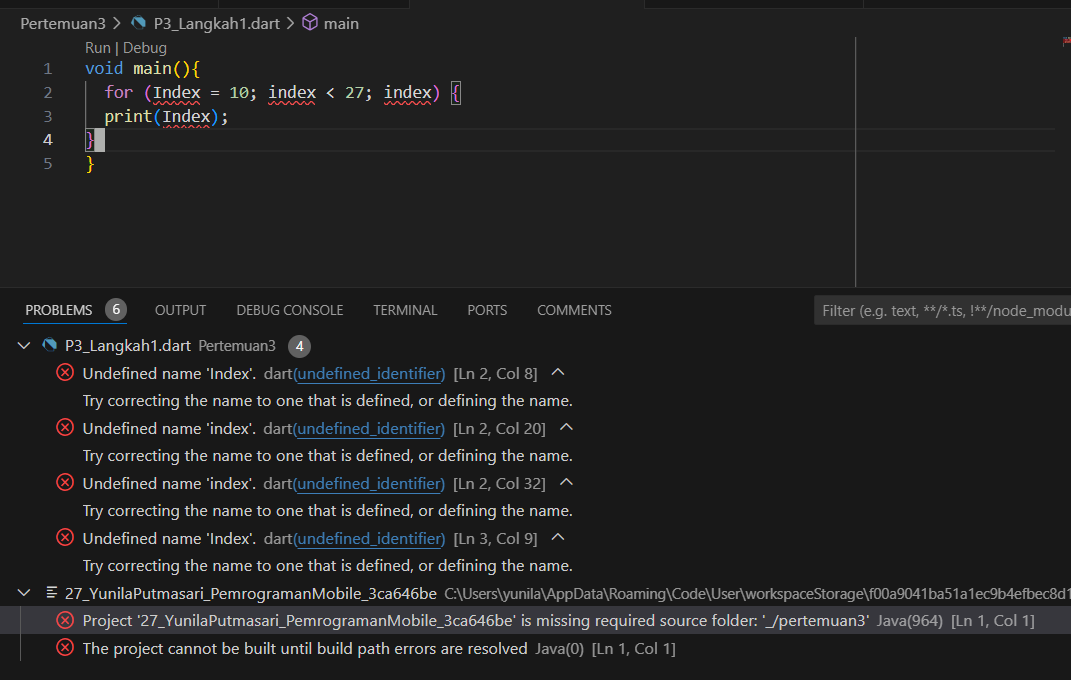 Pertemuan3 > P3_Langkah1.dart > main
Run | Debug
1 void main(){
2 for (Index = 10; index < 27; index) {
3 print(Index);
4 }
5 }
PROBLEMS 6 OUTPUT DEBUG CONSOLE TERMINAL PORTS COMMENTS Filter (e.g. text, **/*.ts, !**/node_modu
P3_Langkah1.dart Pertemuan3 4
Undefined name 'Index'. dart(undefined_identifier) [Ln 2, Col 8]
Try correcting the name to one that is defined, or defining the name.
Undefined name 'index'. dart(undefined_identifier) [Ln 2, Col 20]
Try correcting the name to one that is defined, or defining the name.
Undefined name 'index'. dart(undefined_identifier) [Ln 2, Col 32]
Try correcting the name to one that is defined, or defining the name.
Undefined name 'Index'. dart(undefined_identifier) [Ln 3, Col 9]
Try correcting the name to one that is defined, or defining the name.
27_YunilaPutmasari_PemrogramanMobile_3ca646be C:\Users\yunila\AppData\Roaming\Code\User\workspaceStorage\f00a9041ba51a1ec9b4efbec8d1
Project '27_YunilaPutmasari_PemrogramanMobile_3ca646be' is missing required source folder: '_/pertemuan3' Java(964) [Ln 1, Col 1]
The project cannot be built until build path errors are resolved Java(0) [Ln 1, Col 1]